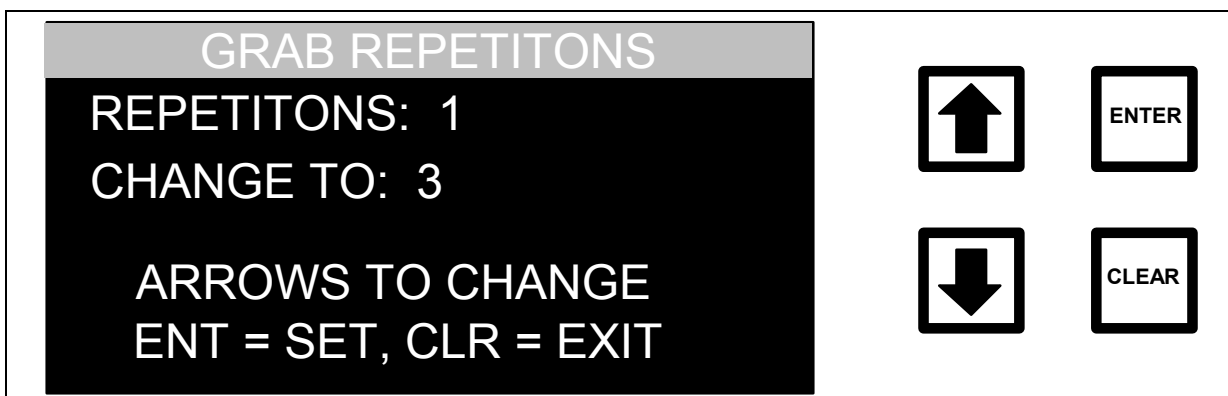 GRAB REPETITONS
REPETITONS: 1
CHANGE TO: 3
ARROWS TO CHANGE
ENT = SET, CLR = EXIT
ENTER
CLEAR